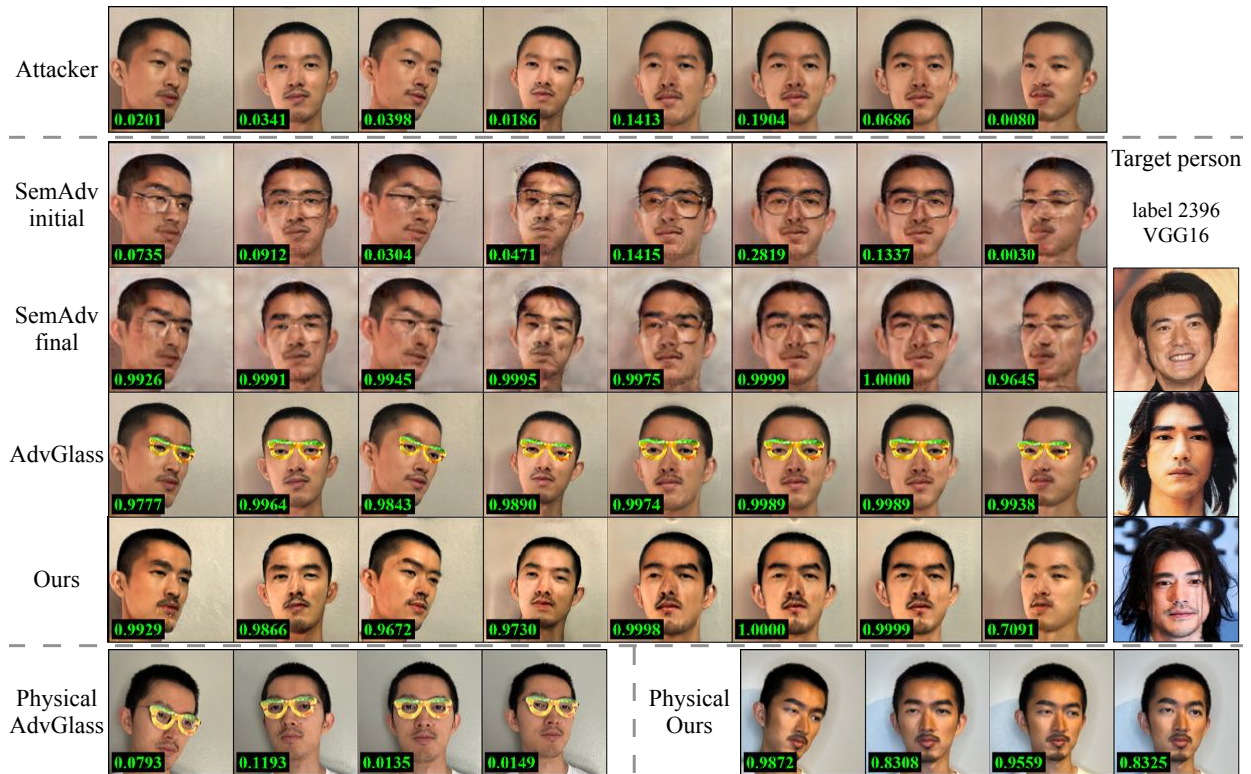 Attacker
0.0201 0.0341 0.0398 0.0186 0.1413 0.1904 0.0686 0.0080
SemAdv
initial
0.0735 0.0912 0.0304 0.0471 0.1415 0.2819 0.1337 0.0030
Target person
label 2396
VGG16
SemAdv
final
0.9926 0.9991 0.9945 0.9995 0.9975 0.9999 1.0000 0.9645
AdvGlass
0.9777 0.9964 0.9843 0.9890 0.9974 0.9989 0.9989 0.9938
Ours
0.9929 0.9866 0.9672 0.9730 0.9998 1.0000 0.9999 0.7091
Physical
AdvGlass
0.0793 0.1193 0.0135 0.0149
Physical
Ours
0.9872 0.8308 0.9559 0.8325